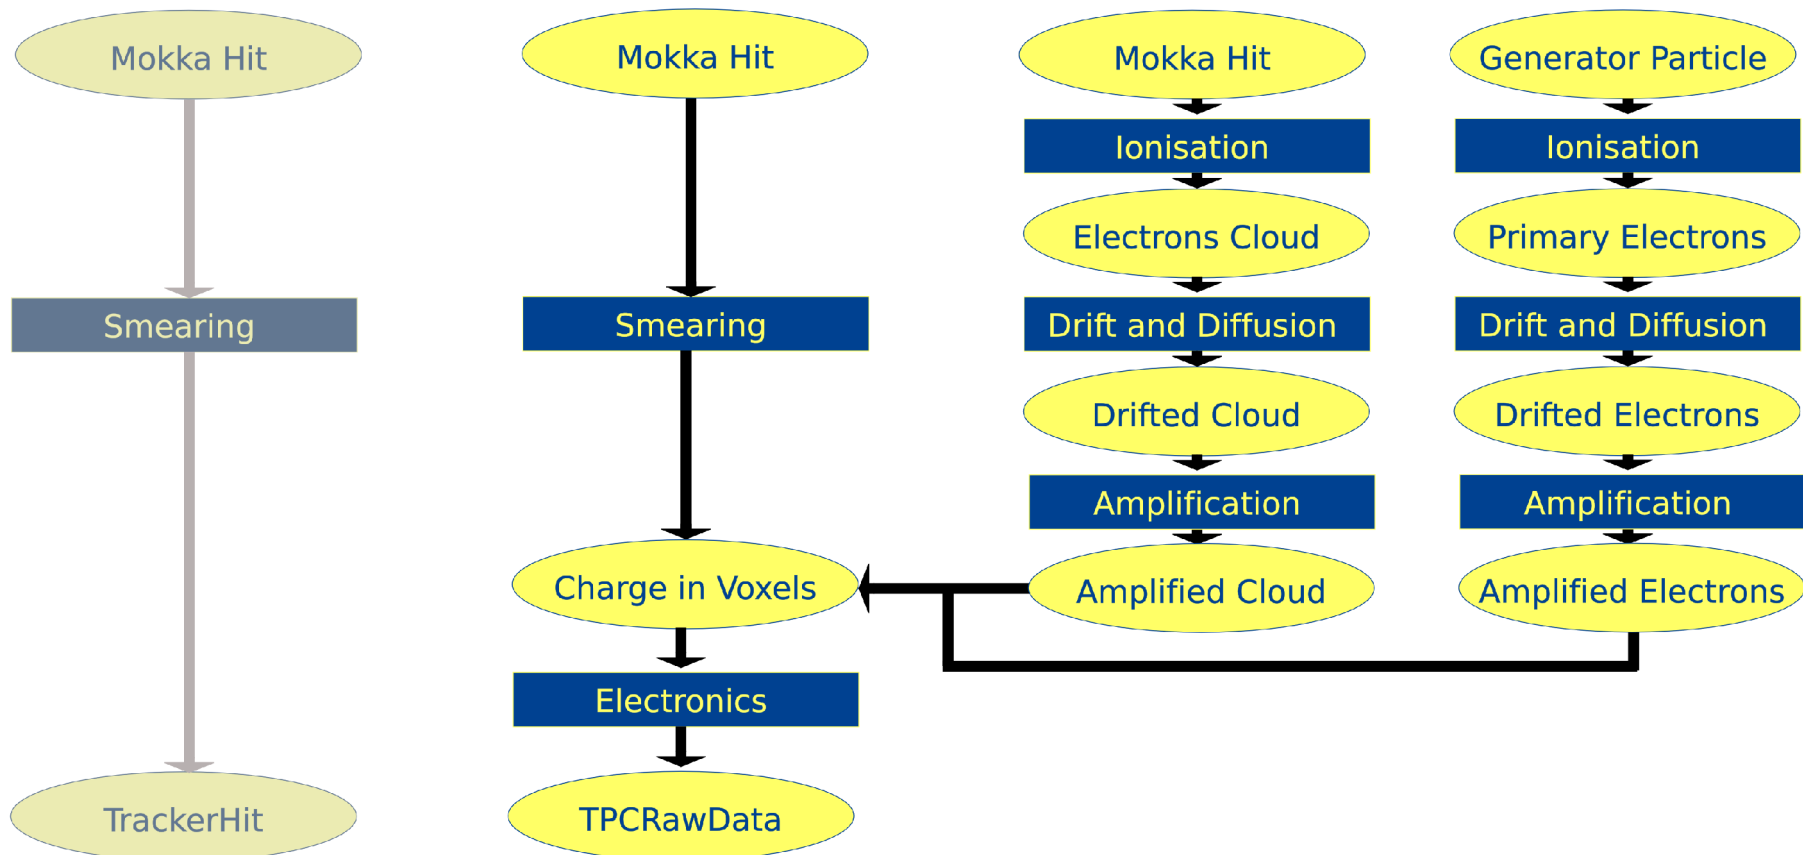 Mokka Hit
Smearing
TrackerHit
Mokka Hit
Smearing
Charge in Voxels
Electronics
TPCRawData
Mokka Hit
Ionisation
Electrons Cloud
Drift and Diffusion
Drifted Cloud
Amplification
Amplified Cloud
Generator Particle
Ionisation
Primary Electrons
Drift and Diffusion
Drifted Electrons
Amplification
Amplified Electrons